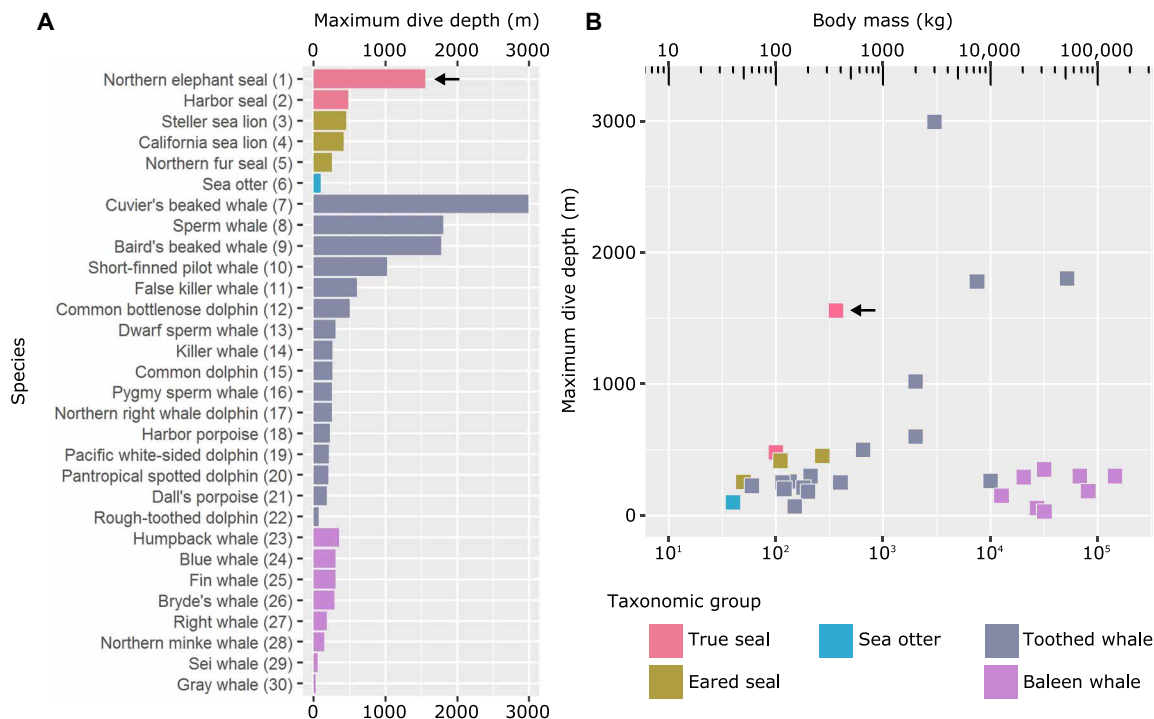 A
Maximum dive depth (m)
0 1000 2000 3000
Species
Northern elephant seal (1)
Harbor seal (2)
Steller sea lion (3)
California sea lion (4)
Northern fur seal (5)
Sea otter (6)
Cuvier's beaked whale (7)
Sperm whale (8)
Baird's beaked whale (9)
Short-finned pilot whale (10)
False killer whale (11)
Common bottlenose dolphin (12)
Dwarf sperm whale (13)
Killer whale (14)
Common dolphin (15)
Pygmy sperm whale (16)
Northern right whale dolphin (17)
Harbor porpoise (18)
Pacific white-sided dolphin (19)
Pantropical spotted dolphin (20)
Dall's porpoise (21)
Rough-toothed dolphin (22)
Humpback whale (23)
Blue whale (24)
Fin whale (25)
Bryde's whale (26)
Right whale (27)
Northern minke whale (28)
Sei whale (29)
Gray whale (30)
0 1000 2000 3000
B
Body mass (kg)
10 100 1000 10,000 100,000
Maximum dive depth (m)
3000
2000
1000
0
10¹ 10² 10³ 10⁴ 10⁵
Taxonomic group
True seal
Sea otter
Toothed whale
Eared seal
Baleen whale